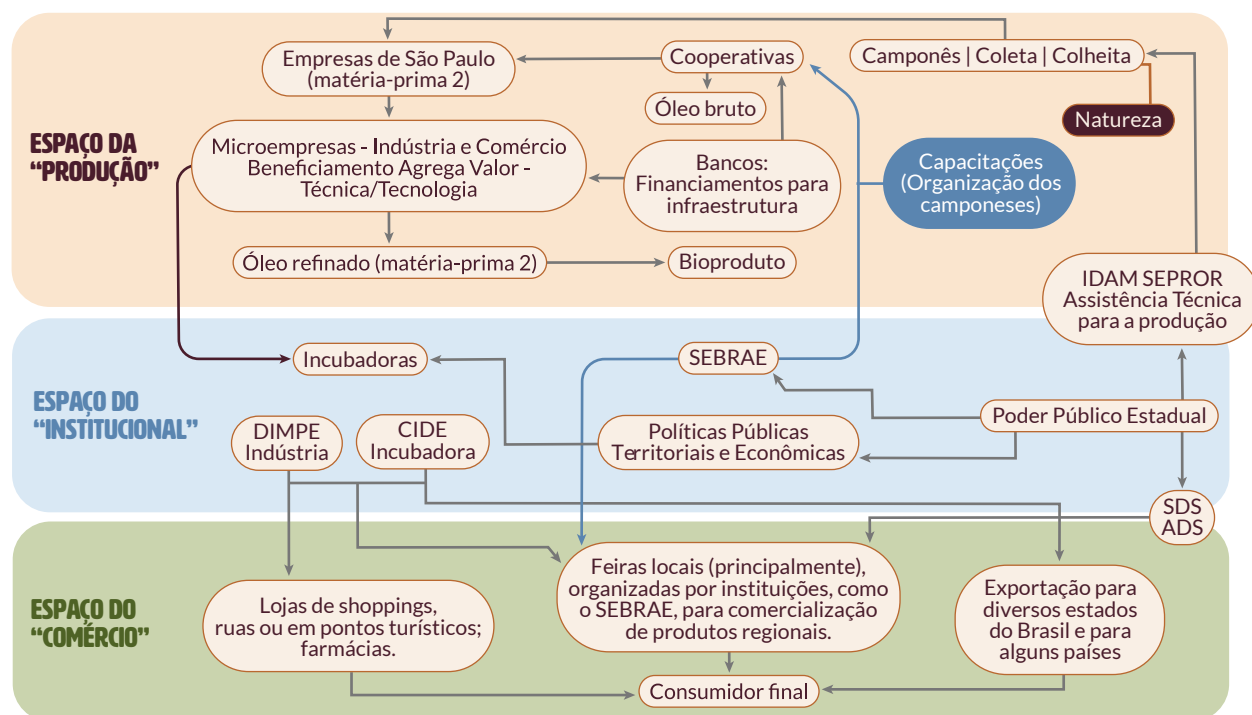 ESPAÇO DA
“PRODUÇÃO”
Empresas de São Paulo
(matéria-prima 2)
Cooperativas
Camponês | Coleta | Colheita
Óleo bruto
Natureza
Microempresas - Indústria e Comércio
Beneficiamento Agrega Valor -
Técnica/Tecnologia
Bancos:
Financiamentos para
infraestrutura
Capacitações
(Organização dos
camponeses)
Óleo refinado (matéria-prima 2)
Bioproduto
IDAM SEPROR
Assistência Técnica
para a produção
ESPAÇO DO
“INSTITUCIONAL”
Incubadoras
SEBRAE
DIMPE
Indústria
CIDE
Incubadora
Políticas Públicas
Territoriais e Econômicas
Poder Público Estadual
SDS
ADS
ESPAÇO DO
“COMÉRCIO”
Lojas de shoppings,
ruas ou em pontos turísticos;
farmácias.
Feiras locais (principalmente),
organizadas por instituições, como
o SEBRAE, para comercialização
de produtos regionais.
Exportação para
diversos estados
do Brasil e para
alguns países
Consumidor final